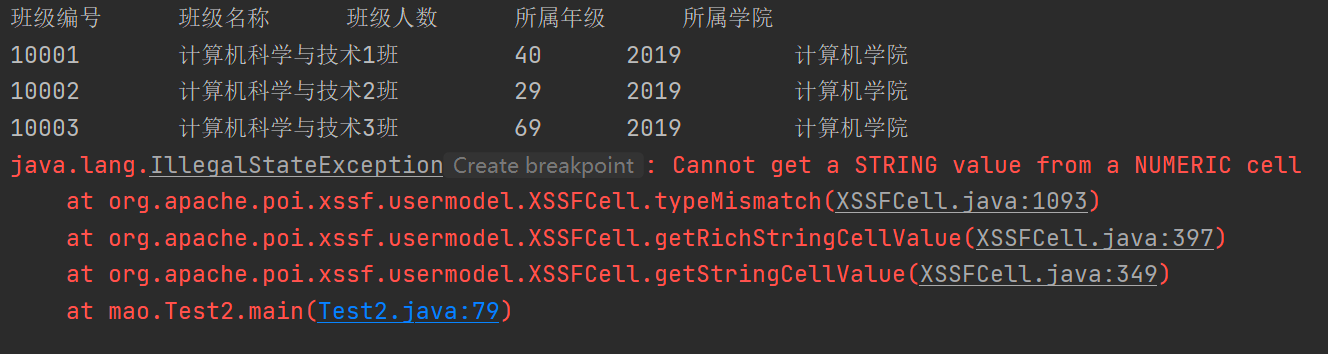 班级编号 班级名称 班级人数 所属年级 所属学院
10001 计算机科学与技术1班 40 2019 计算机学院
10002 计算机科学与技术2班 29 2019 计算机学院
10003 计算机科学与技术3班 69 2019 计算机学院
java.lang.IllegalStateException Create breakpoint : Cannot get a STRING value from a NUMERIC cell
at org.apache.poi.xssf.usermodel.XSSFCell.typeMismatch(XSSFCell.java:1093)
at org.apache.poi.xssf.usermodel.XSSFCell.getRichStringCellValue(XSSFCell.java:397)
at org.apache.poi.xssf.usermodel.XSSFCell.getStringCellValue(XSSFCell.java:349)
at mao.Test2.main(Test2.java:79)